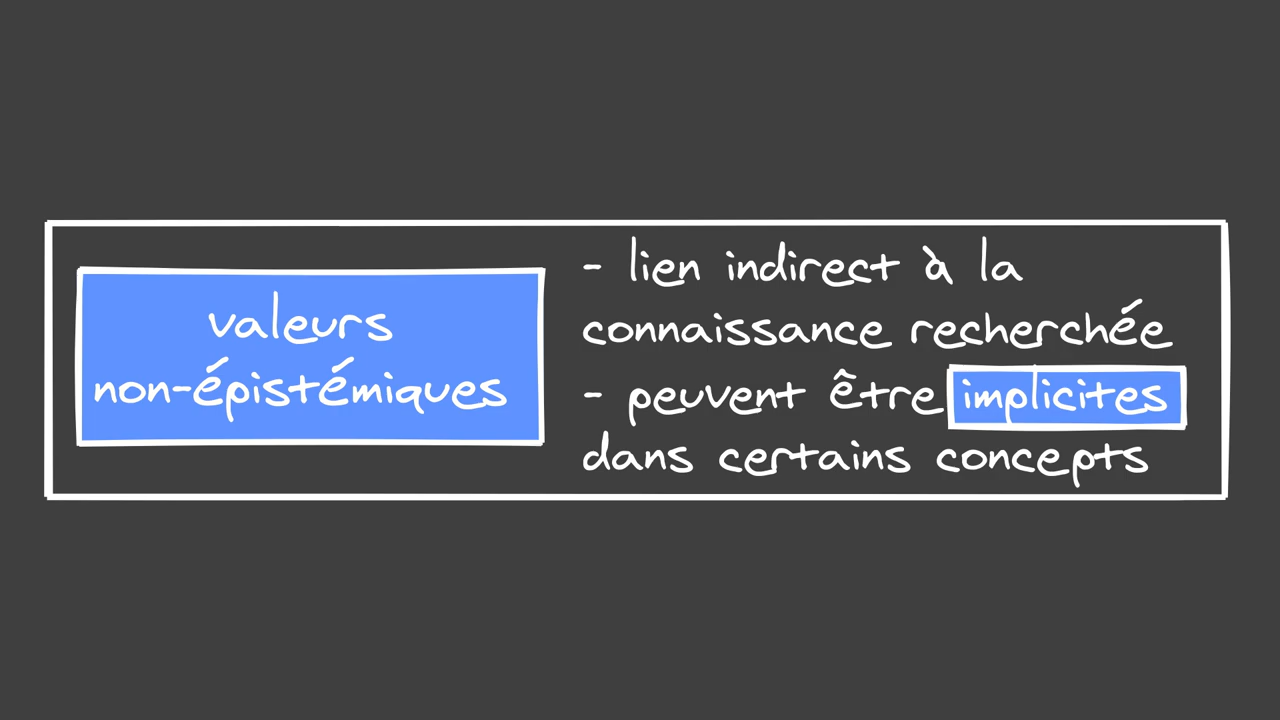 valeurs
non-épistémiques
- lien indirect à la
connaissance recherchée
- peuvent être implicites
dans certains concepts